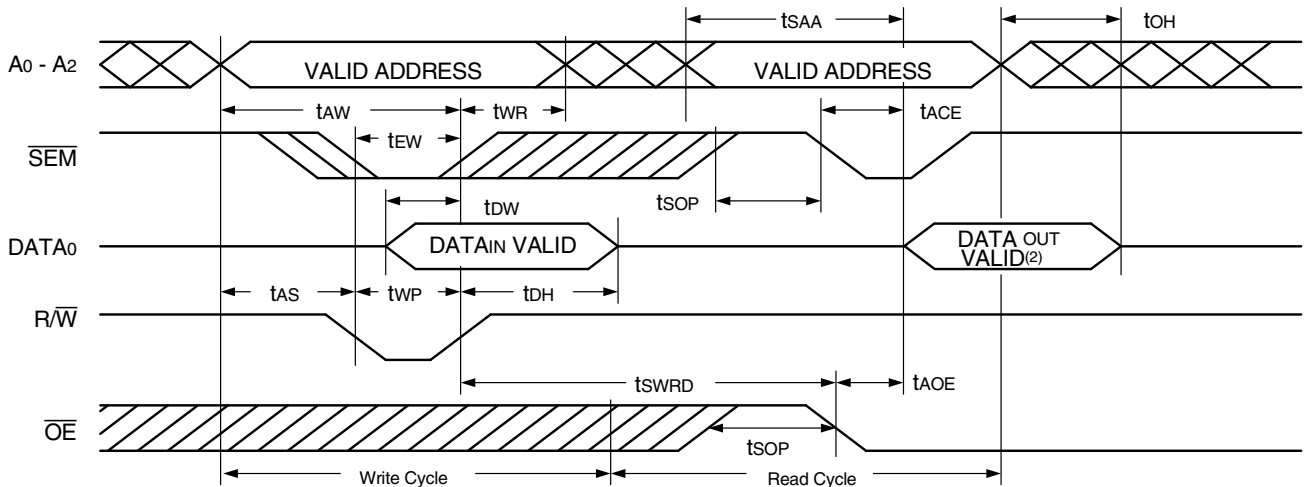 tSAA
tOH
A0 - A2
VALID ADDRESS
VALID ADDRESS
tAW
tWR
tACE
tEW
SEM
tSOP
tDW
DATA0
DATAIN VALID
DATA OUT
VALID(2)
tAS
tWP
tDH
R/W
tSWRD
tAOE
OE
tSOP
Write Cycle
Read Cycle